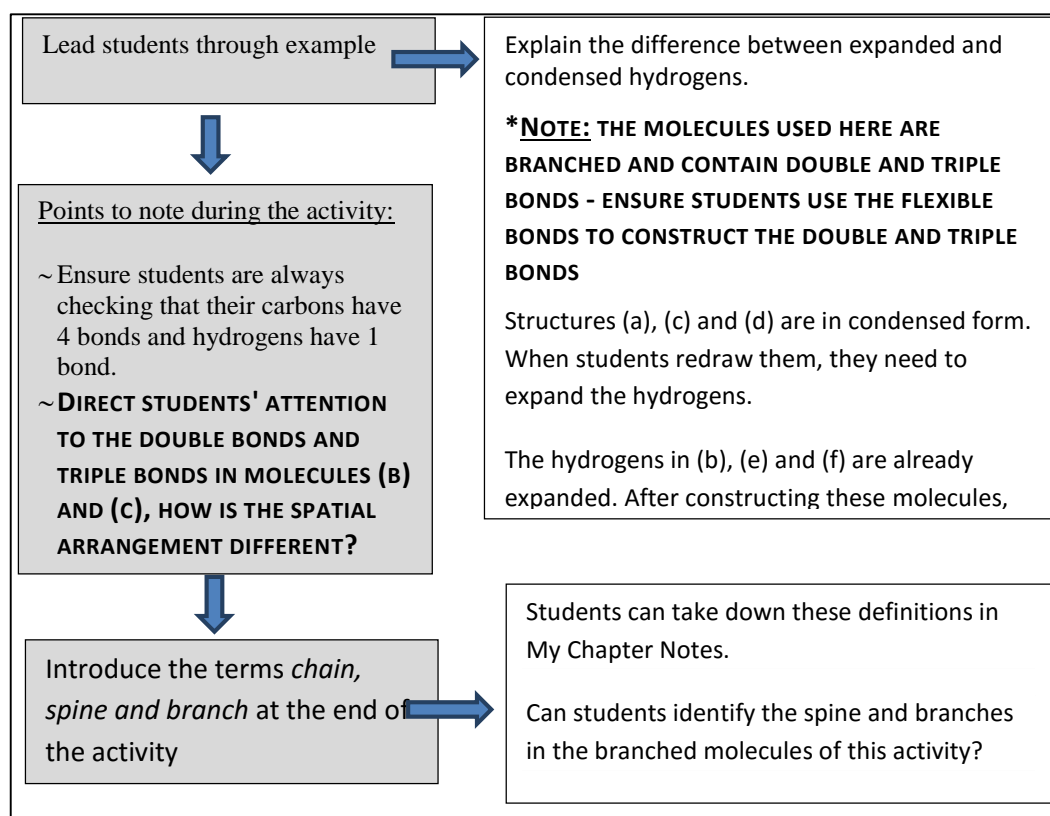 Lead students through example
Explain the difference between expanded and
condensed hydrogens.
*NOTE: THE MOLECULES USED HERE ARE
BRANCHED AND CONTAIN DOUBLE AND TRIPLE
BONDS - ENSURE STUDENTS USE THE FLEXIBLE
BONDS TO CONSTRUCT THE DOUBLE AND TRIPLE
BONDS
Structures (a), (c) and (d) are in condensed form.
When students redraw them, they need to
expand the hydrogens.
The hydrogens in (b), (e) and (f) are already
expanded. After constructing these molecules,
Points to note during the activity:
~ Ensure students are always
checking that their carbons have
4 bonds and hydrogens have 1
bond.
~ DIRECT STUDENTS' ATTENTION
TO THE DOUBLE BONDS AND
TRIPLE BONDS IN MOLECULES (B)
AND (C), HOW IS THE SPATIAL
ARRANGEMENT DIFFERENT?
Introduce the terms chain,
spine and branch at the end of
the activity
Students can take down these definitions in
My Chapter Notes.
Can students identify the spine and branches
in the branched molecules of this activity?